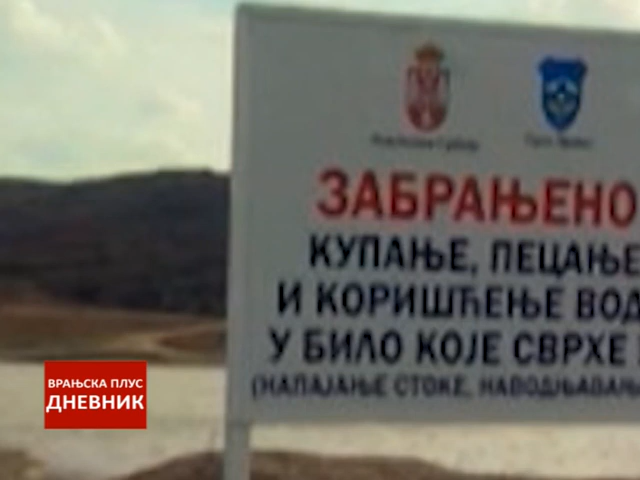 ЗАБРАЊЕНО
КУПАЊЕ, ПЕЦАЊЕ
И КОРИШЋЕЊЕ ВОД
У БИЛО КОЈЕ СВРХЕ
(НАПАЈАЊЕ СТОКЕ, НАВОДЊАВАЊ
ВРАЊСКА ПЛУС
ДНЕВНИК